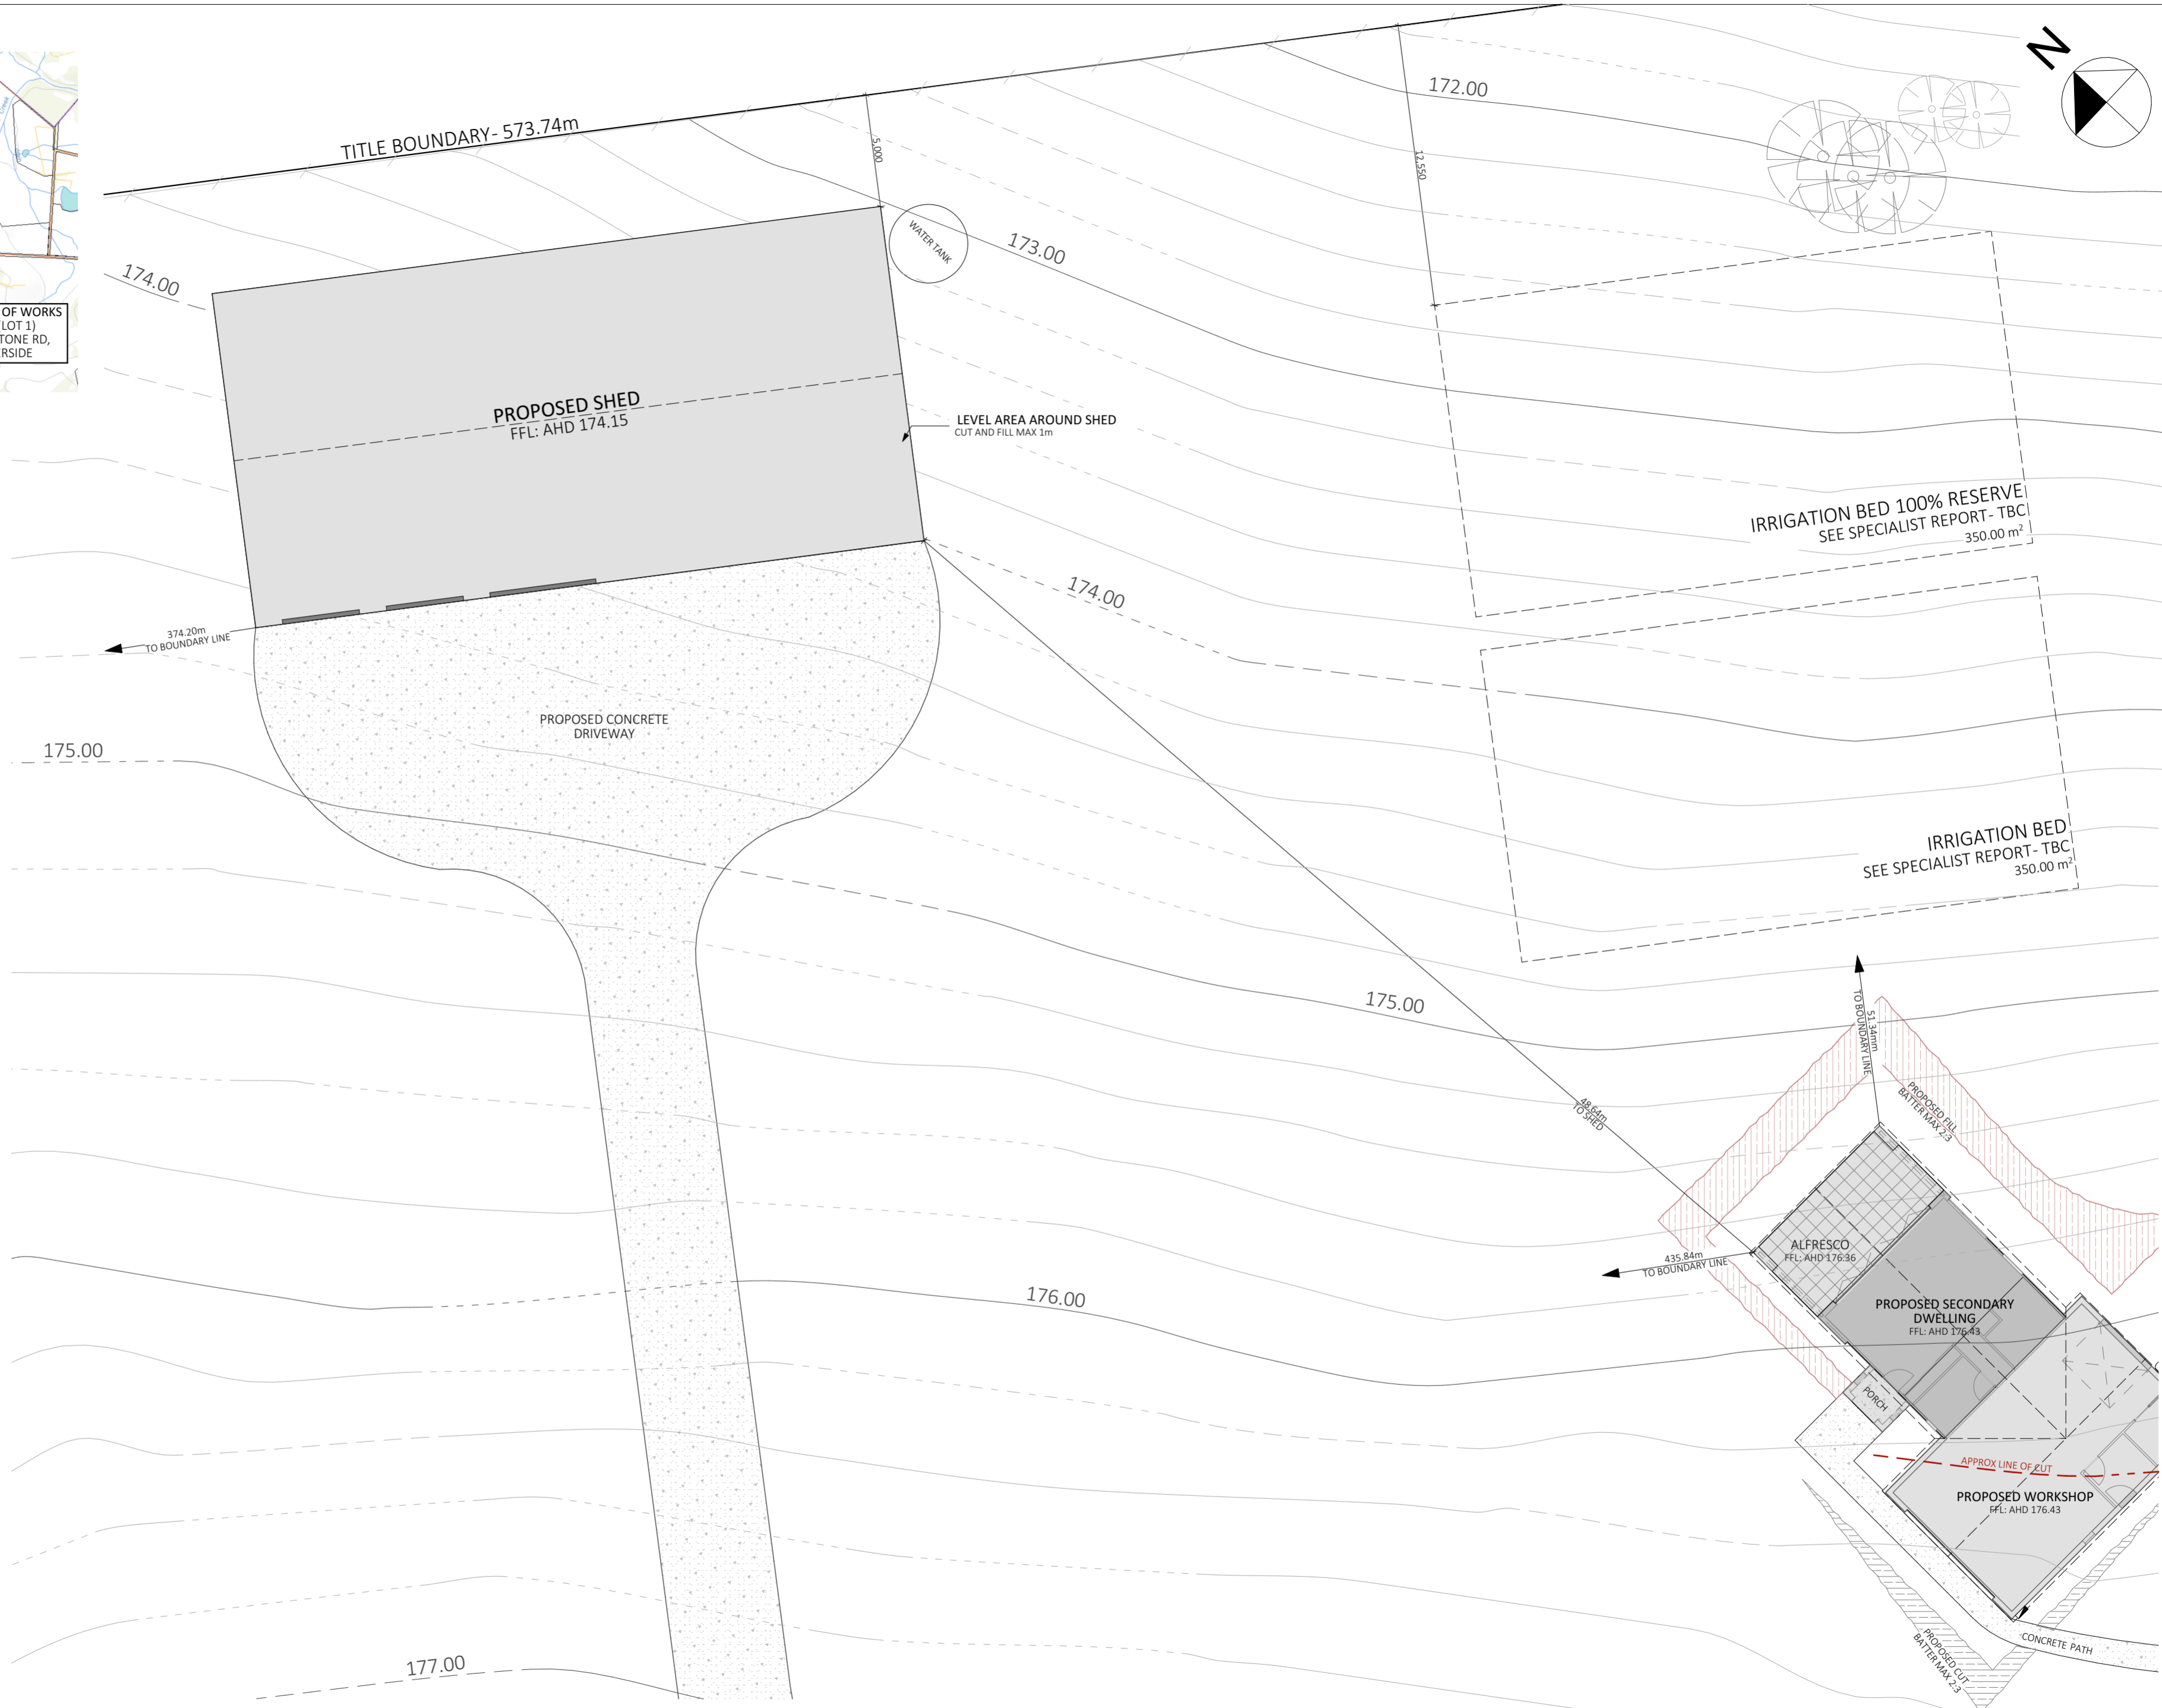 N
TITLE BOUNDARY- 573.74m
OF WORKS
LOT 1)
TONE RD,
RSIDE
5,000
12,550
172.00
WATER TANK
173.00
174.00
PROPOSED SHED
FFL: AHD 174.15
LEVEL AREA AROUND SHED
CUT AND FILL MAX 1m
IRRIGATION BED 100% RESERVE
SEE SPECIALIST REPORT- TBC
350.00 m²
174.00
374.20m
TO BOUNDARY LINE
PROPOSED CONCRETE
DRIVEWAY
175.00
IRRIGATION BED
SEE SPECIALIST REPORT- TBC
350.00 m²
175.00
51.34mm
TO BOUNDARY LINE
48.64m
TO SHED
PROPOSED FILL
BATTER MAX 2:3
ALFRESCO
FFL: AHD 176.36
435.84m
TO BOUNDARY LINE
176.00
PROPOSED SECONDARY
DWELLING
FFL: AHD 176.43
PORCH
APPROX LINE OF CUT
PROPOSED WORKSHOP
FFL: AHD 176.43
CONCRETE PATH
PROPOSED CUT
BATTER MAX 2:3
177.00